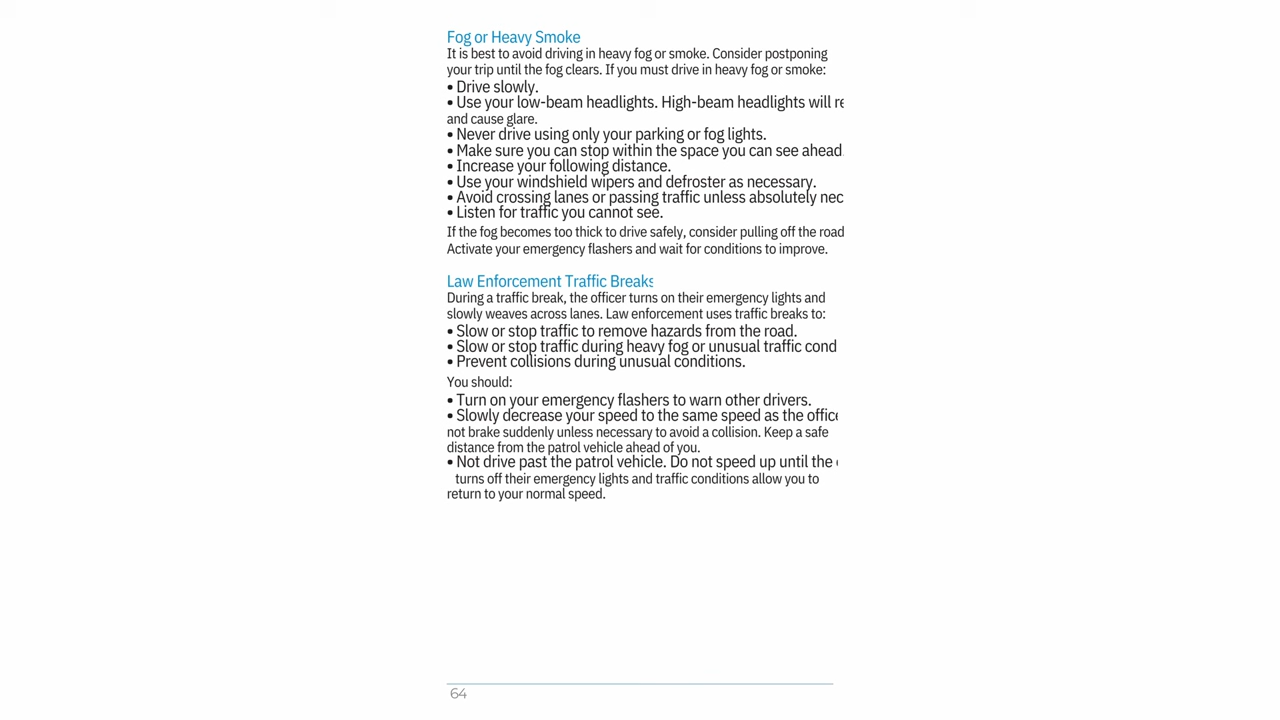 Fog or Heavy Smoke
It is best to avoid driving in heavy fog or smoke. Consider postponing
your trip until the fog clears. If you must drive in heavy fog or smoke:
• Drive slowly.
• Use your low-beam headlights. High-beam headlights will
and cause glare.
• Never drive using only your parking or fog lights.
• Make sure you can stop within the space you can see ahead.
• Increase your following distance.
• Use your windshield wipers and defroster as necessary.
• Avoid crossing lanes or passing traffic unless absolutely
• Listen for traffic you cannot see.
If the fog becomes too thick to drive safely, consider pulling off the road
Activate your emergency flashers and wait for conditions to improve.
Law Enforcement Traffic Breaks
During a traffic break, the officer turns on their emergency lights and
slowly weaves across lanes. Law enforcement uses traffic breaks to:
• Slow or stop traffic to remove hazards from the road.
• Slow or stop traffic during heavy fog or unusual traffic
• Prevent collisions during unusual conditions.
You should:
• Turn on your emergency flashers to warn other drivers.
• Slowly decrease your speed to the same speed as the
not brake suddenly unless necessary to avoid a collision. Keep a safe
distance from the patrol vehicle ahead of you.
• Not drive past the patrol vehicle. Do not speed up until the
turns off their emergency lights and traffic conditions allow you to
return to your normal speed.
64